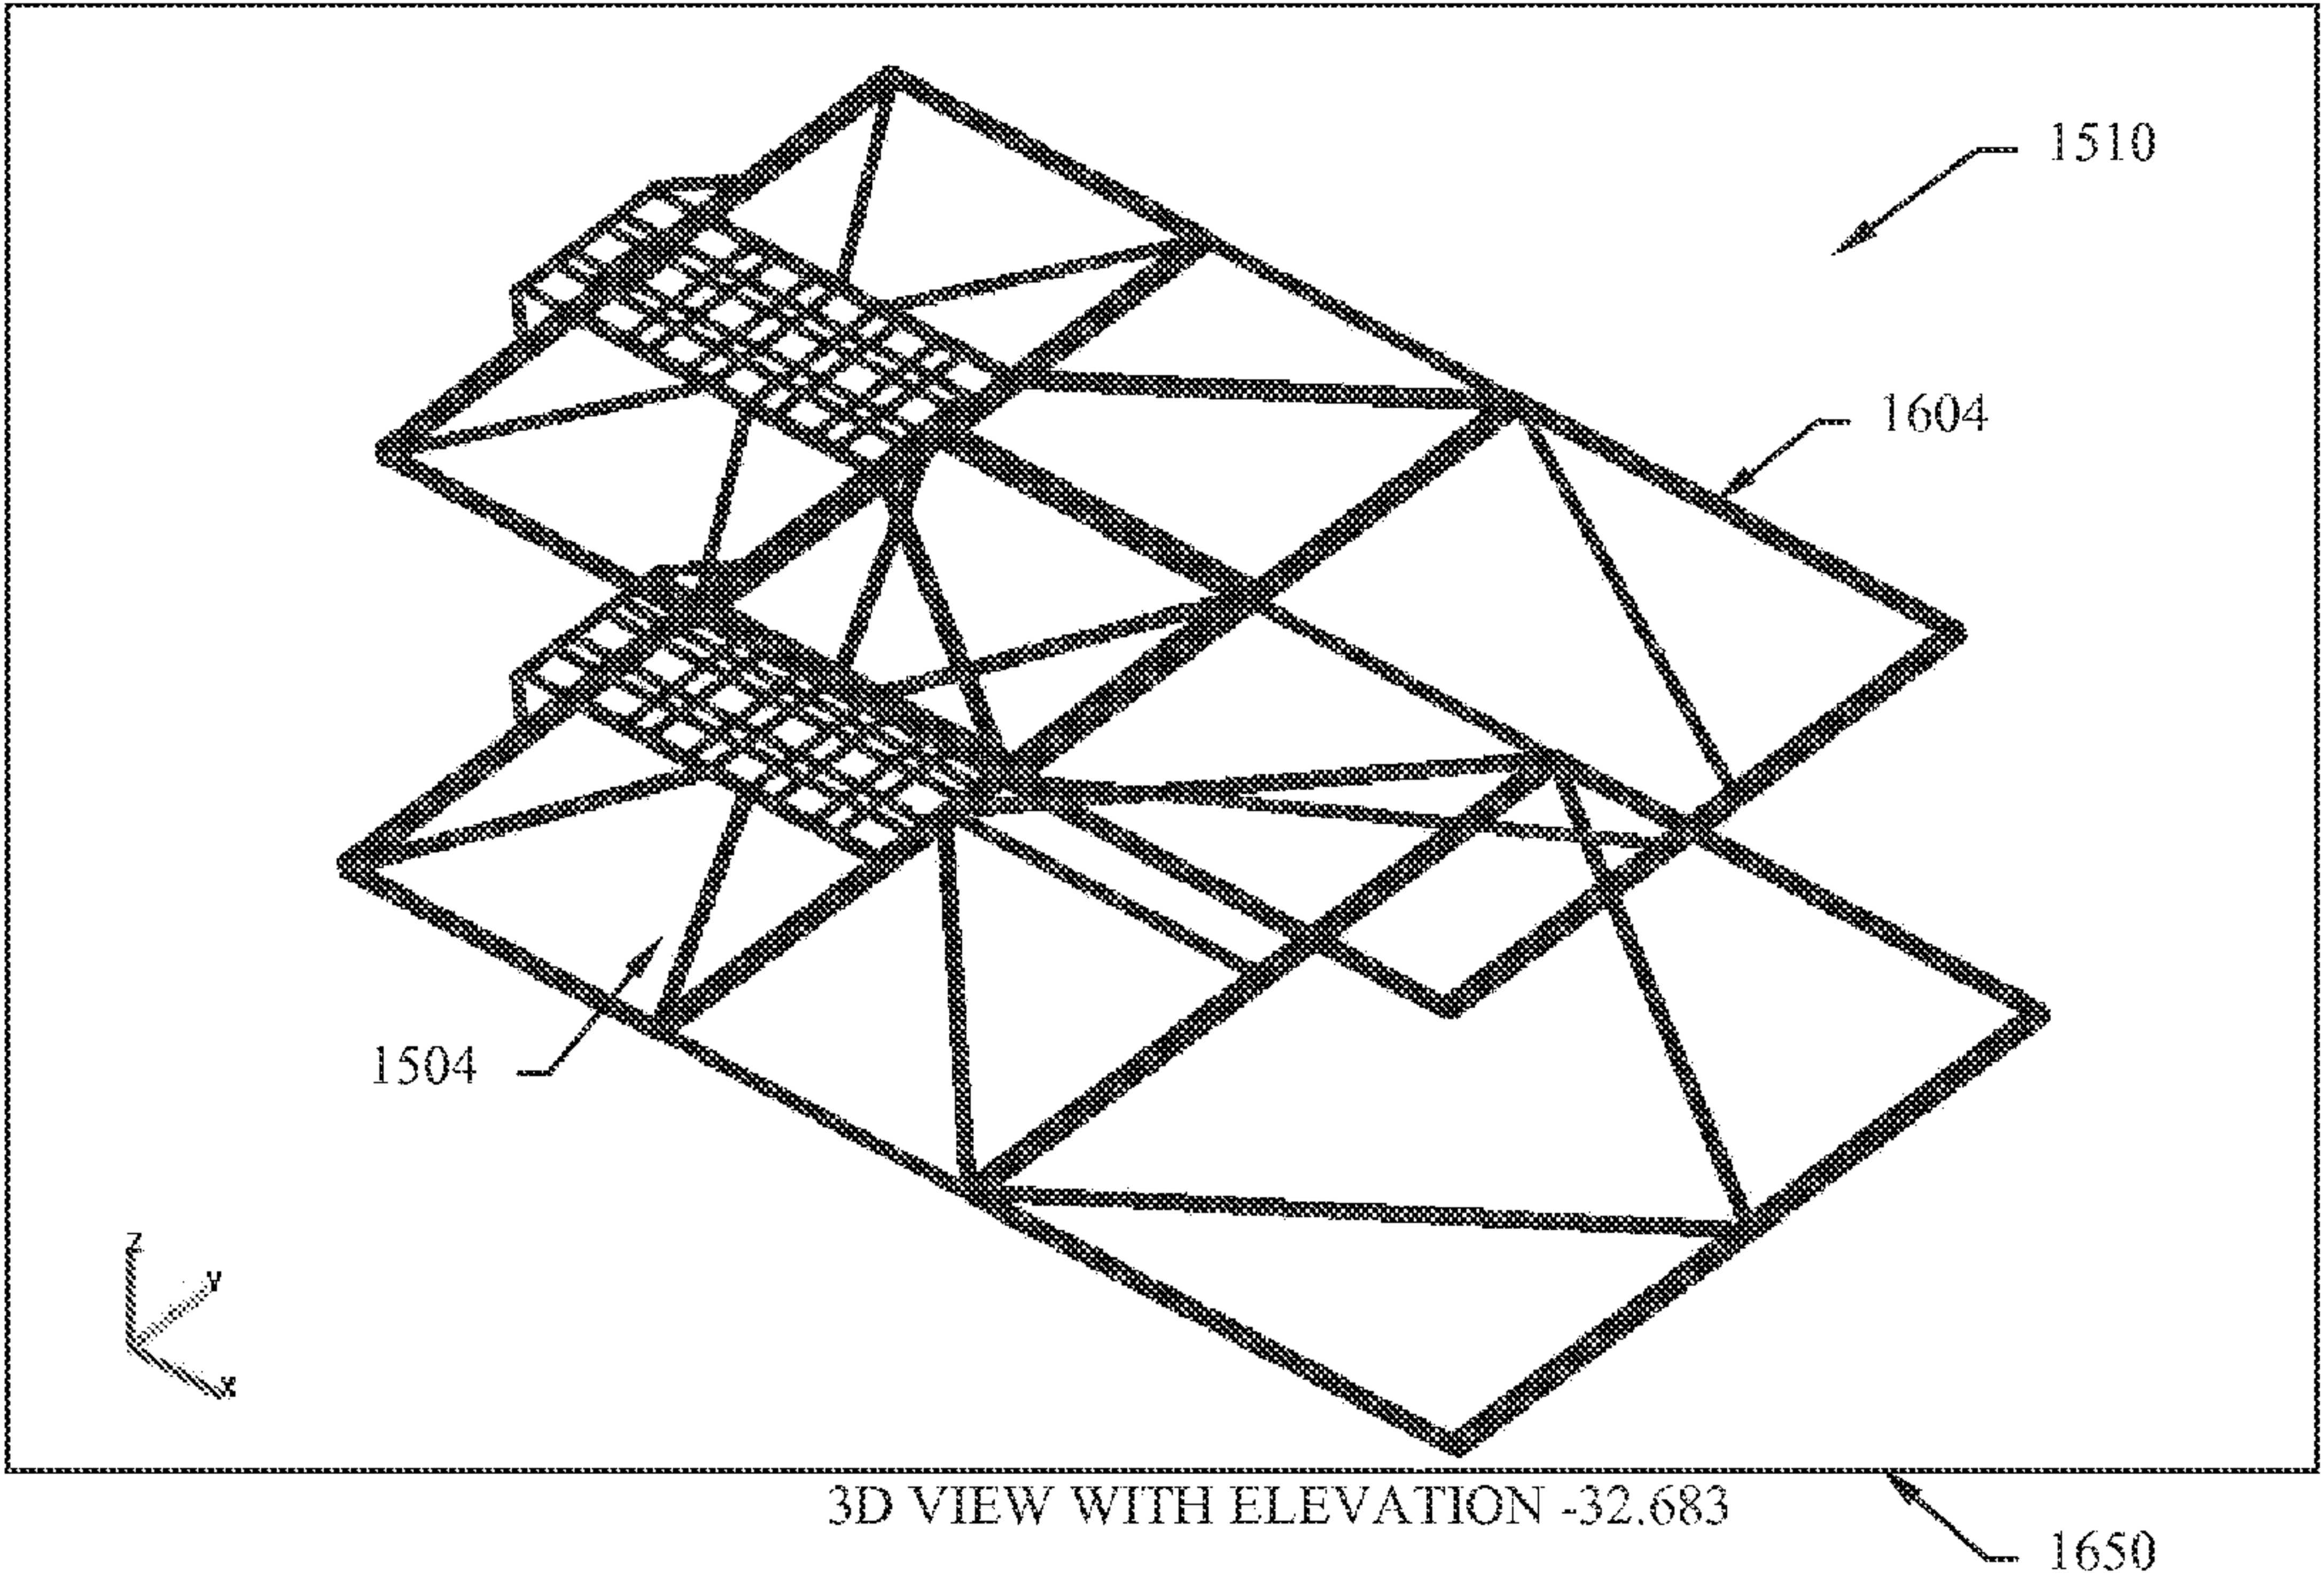 1510
1604
1504
Z
Y
X
3D VIEW WITH ELEVATION -32.683
1650